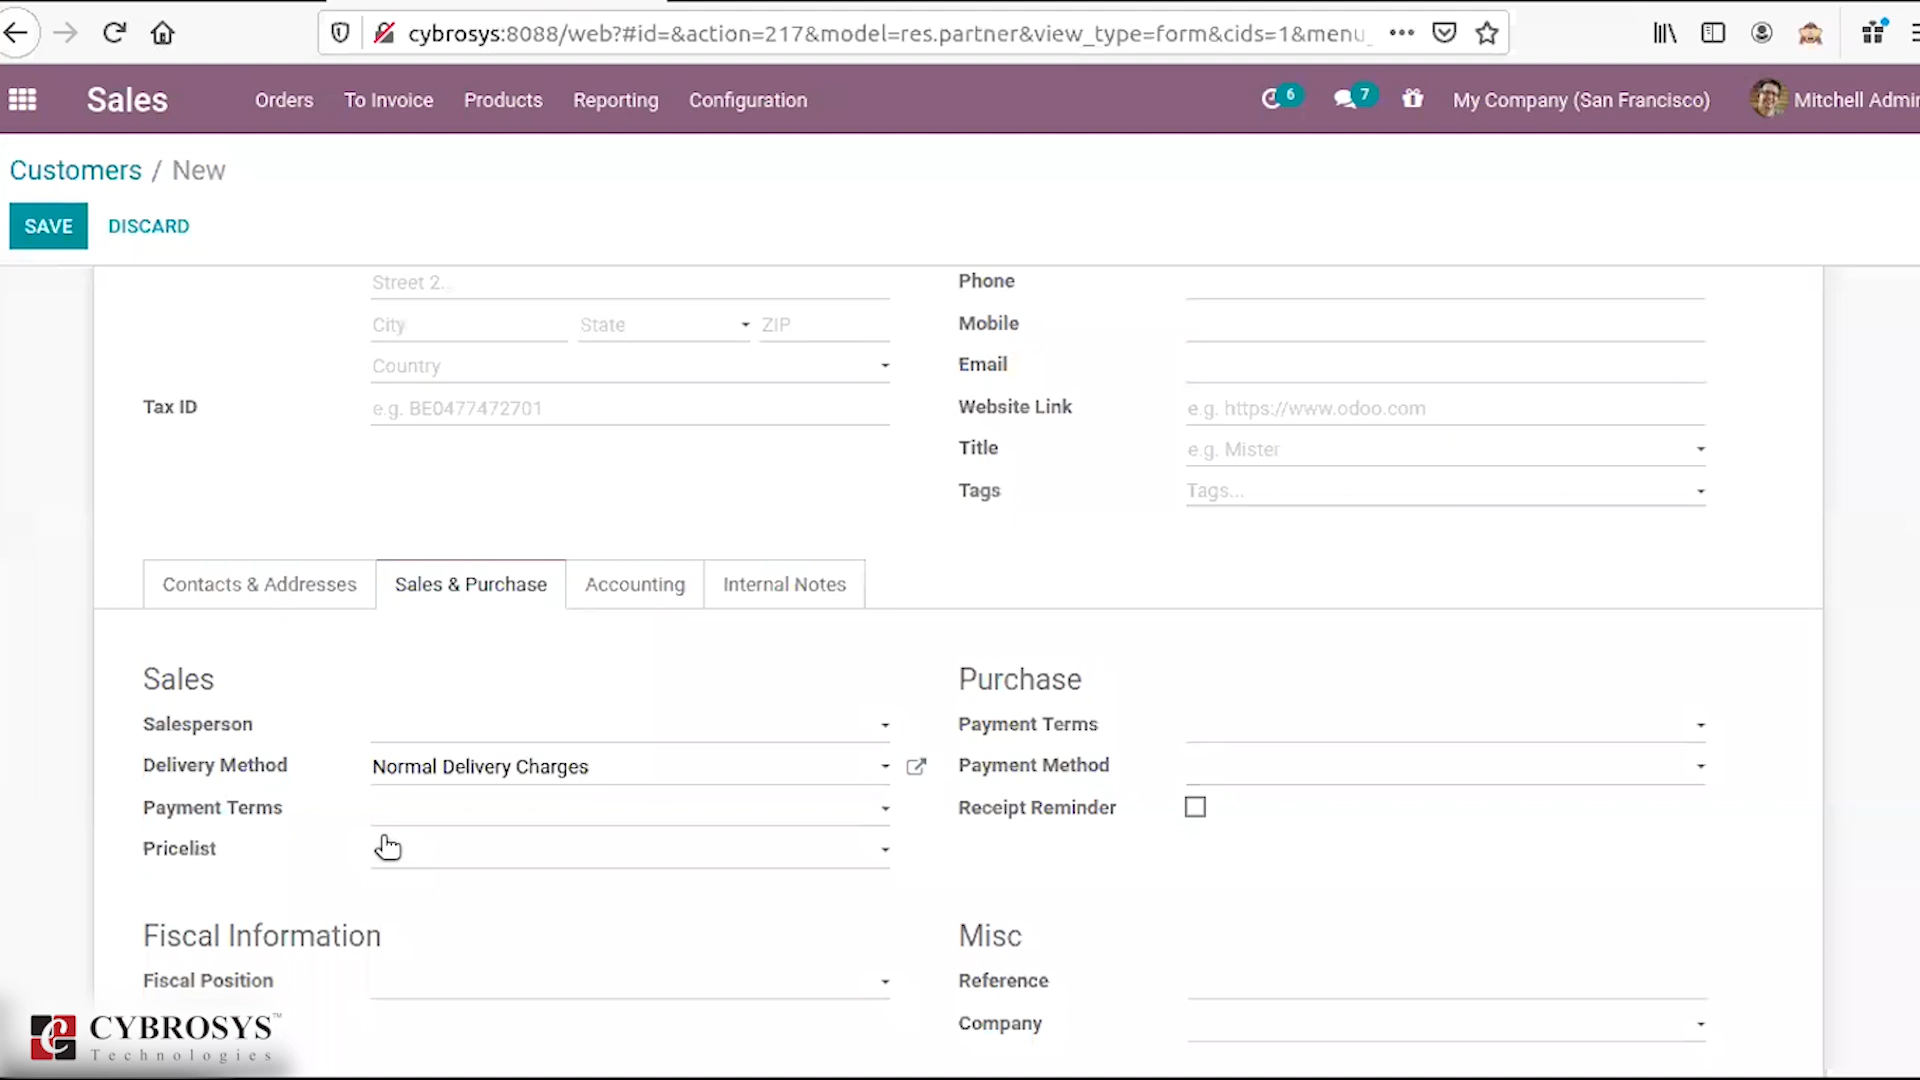 cybrosys:8088/web?#id=&action=217&model=res.partner&view_type=form&cids=1&menu_
Sales Orders To Invoice Products Reporting Configuration 6 7 My Company (San Francisco) Mitchell Admin
Customers / New
SAVE DISCARD
Street 2...
City State ZIP
Country
Tax ID e.g. BE0477472701
Phone
Mobile
Email
Website Link e.g. https://www.odoo.com
Title e.g. Mister
Tags Tags...
Contacts & Addresses Sales & Purchase Accounting Internal Notes
Sales
Salesperson
Delivery Method Normal Delivery Charges
Payment Terms
Pricelist
Purchase
Payment Terms
Payment Method
Receipt Reminder
Fiscal Information
Fiscal Position
Misc
Reference
Company
CYBROSYS™
Technologies